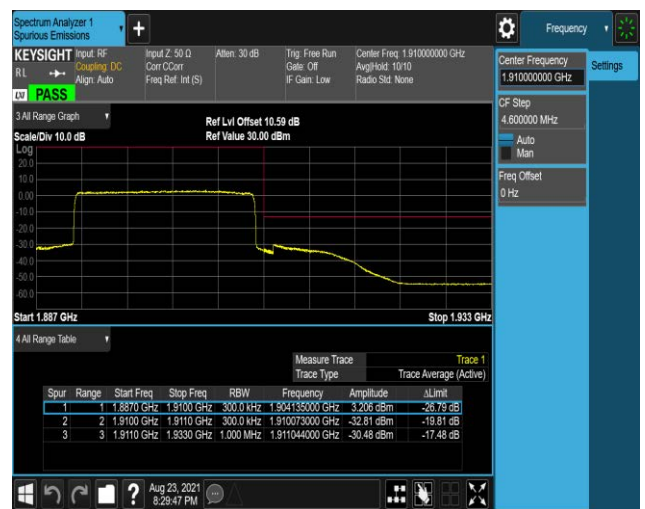 Spectrum Analyzer 1
Spurious Emissions
Frequency
KEYSIGHT
RL
Input: RF
Coupling: DC
Align: Auto
Input Z: 50 Ω
Corr CCorr
Freq Ref: Int (S)
Atten: 30 dB
Trig: Free Run
Gate: Off
IF Gain: Low
Center Freq: 1.910000000 GHz
Avg|Hold: 10/10
Radio Std: None
LXI PASS
Center Frequency
1.910000000 GHz
Settings
CF Step
4.600000 MHz
Auto
Man
Freq Offset
0 Hz
3 All Range Graph
Scale/Div 10.0 dB
Ref Lvl Offset 10.59 dB
Ref Value 30.00 dBm
Log
20.0
10.0
0.00
-10.0
-20.0
-30.0
-40.0
-50.0
-60.0
Start 1.887 GHz Stop 1.933 GHz
4 All Range Table
Measure Trace Trace 1
Trace Type Trace Average (Active)
Spur Range Start Freq Stop Freq RBW Frequency Amplitude ΔLimit
1 1 1.8870 GHz 1.9100 GHz 300.0 kHz 1.904135000 GHz 3.206 dBm -26.79 dB
2 2 1.9100 GHz 1.9110 GHz 300.0 kHz 1.910073000 GHz -32.81 dBm -19.81 dB
3 3 1.9110 GHz 1.9330 GHz 1.000 MHz 1.911044000 GHz -30.48 dBm -17.48 dB
Aug 23, 2021
8:29:47 PM